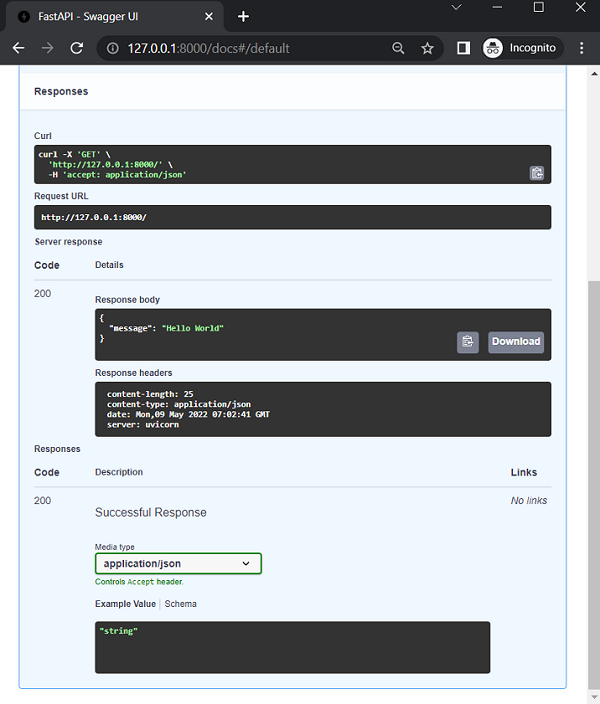 FastAPI - Swagger UI
127.0.0.1:8000/docs#/default
Incognito
Responses
Curl
curl -X 'GET' \
  'http://127.0.0.1:8000/' \
  -H 'accept: application/json'
Request URL
http://127.0.0.1:8000/
Server response
Code Details
200
Response body
{
  "message": "Hello World"
}
Download
Response headers
content-length: 25
content-type: application/json
date: Mon,09 May 2022 07:02:41 GMT
server: uvicorn
Responses
Code Description Links
200 No links
Successful Response
Media type
application/json
Controls Accept header.
Example Value Schema
"string"